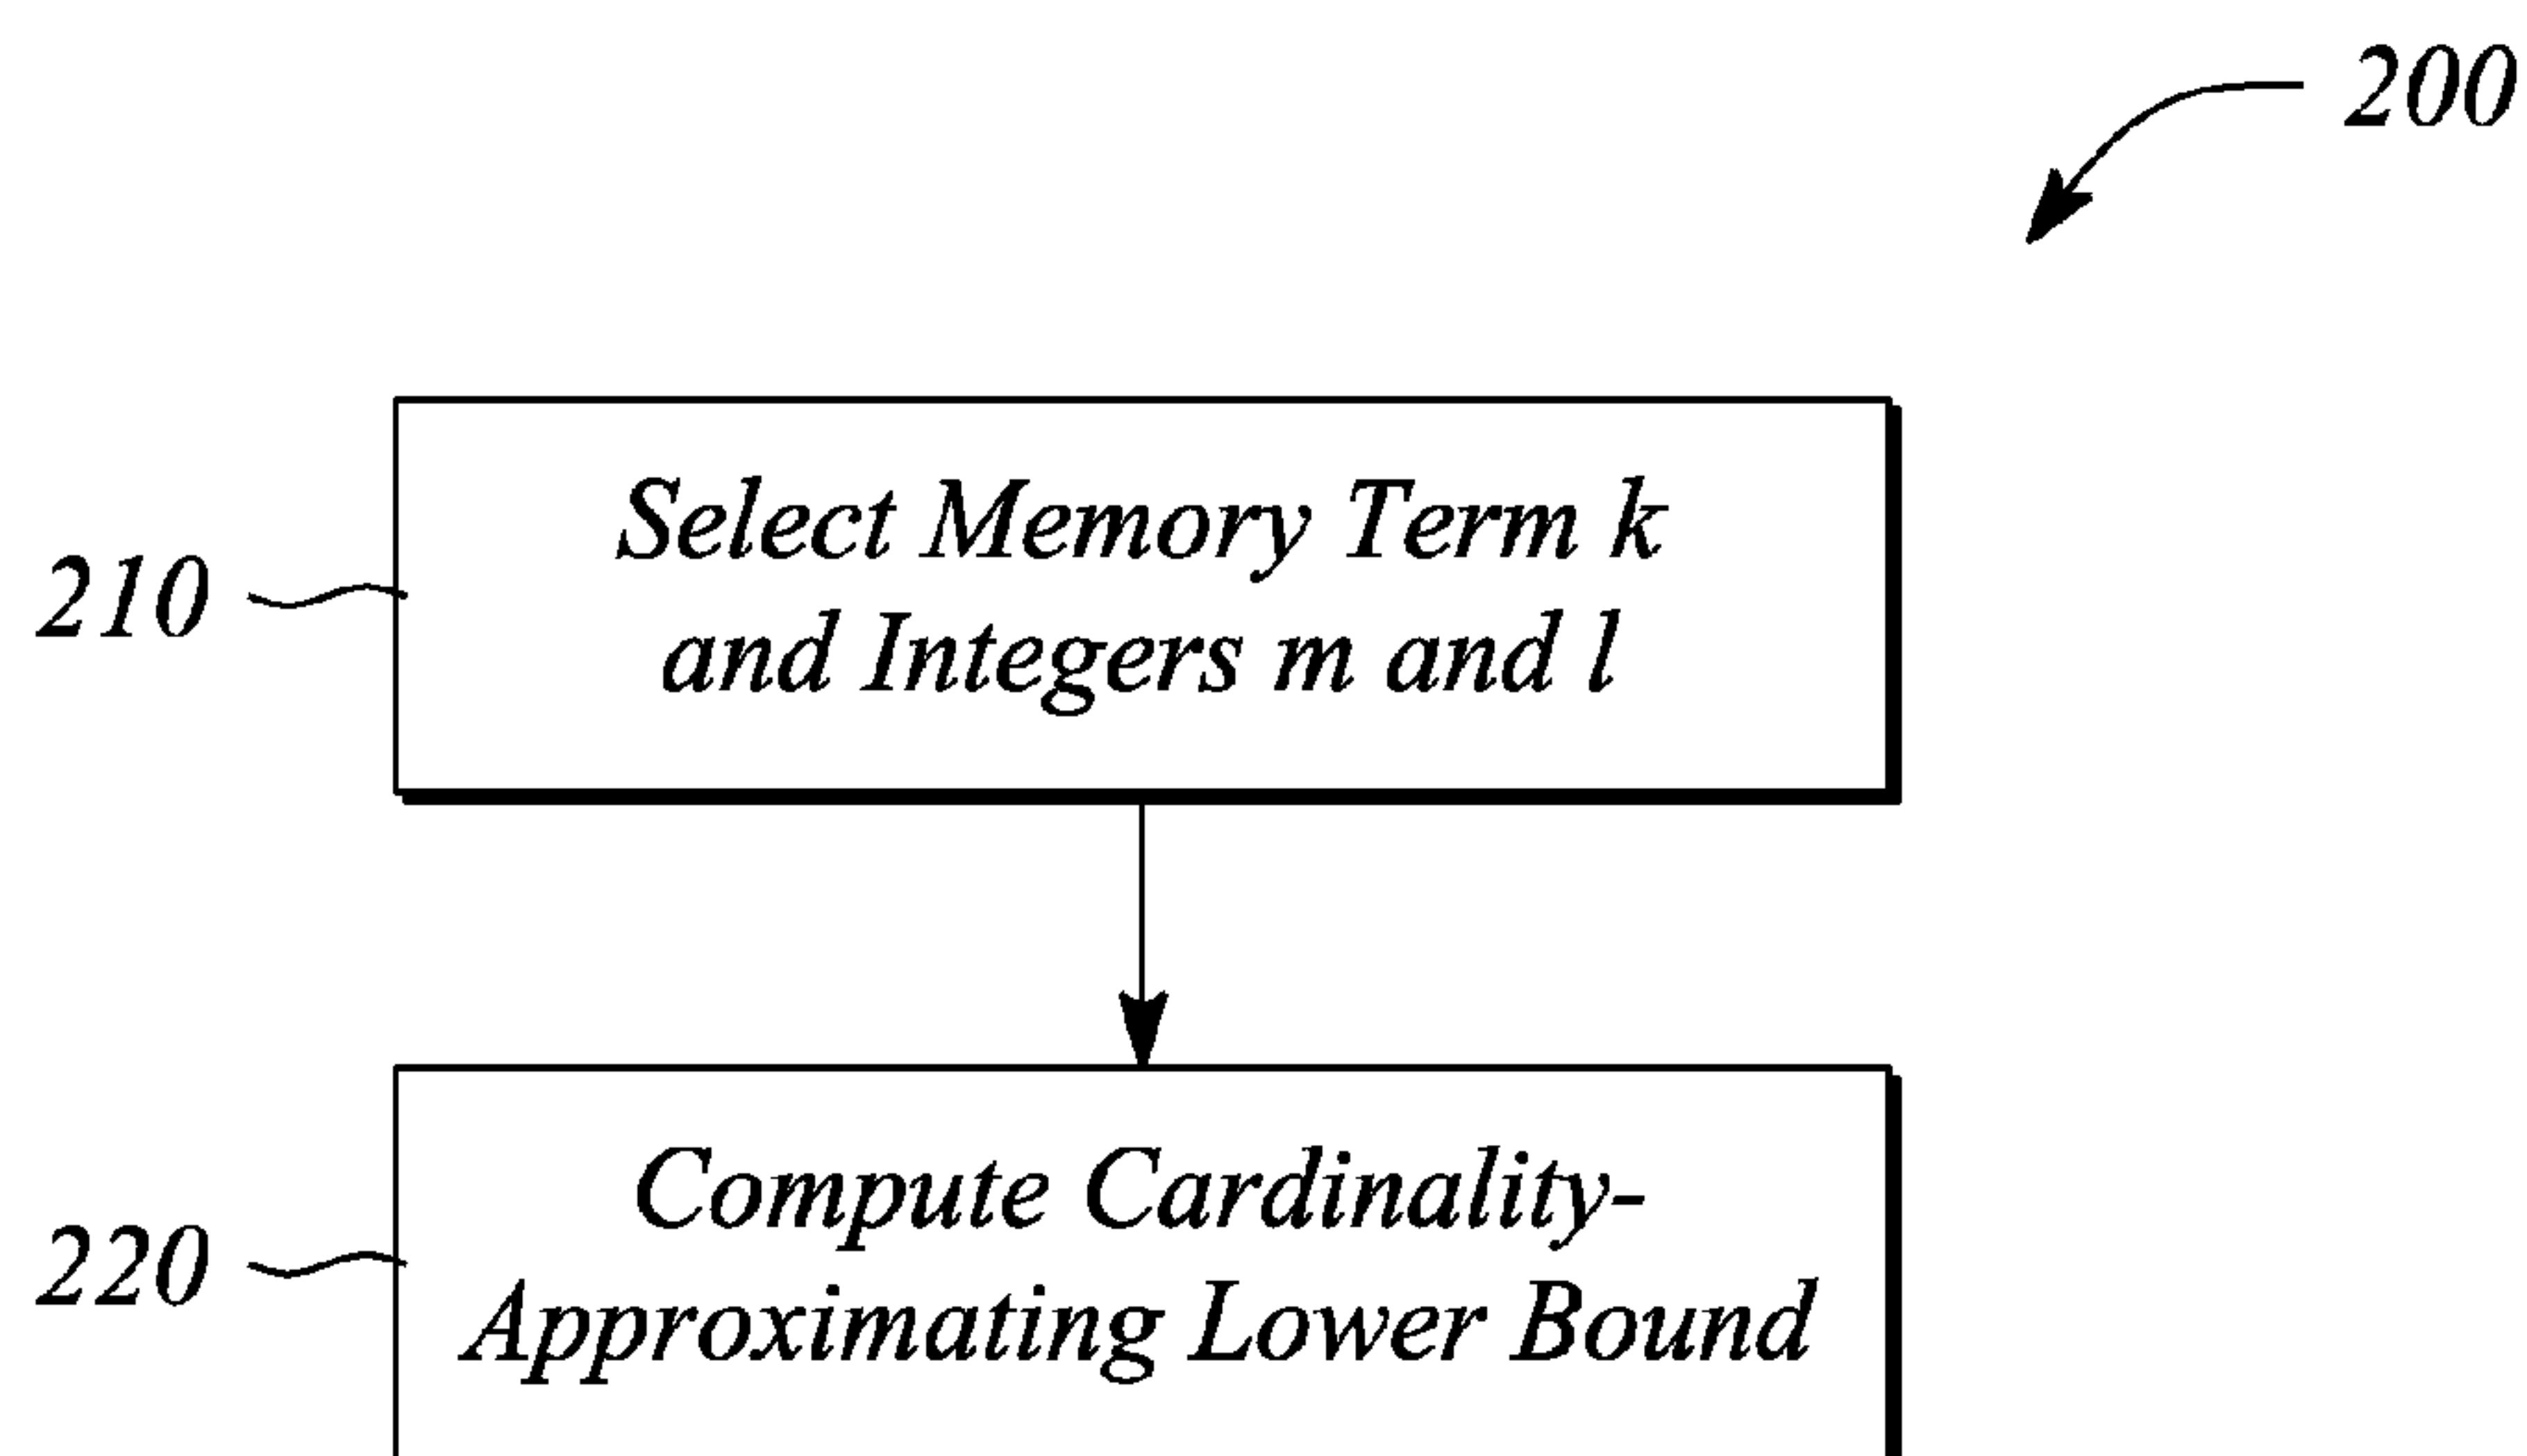 200
210
Select Memory Term k
and Integers m and l
220
Compute Cardinality-
Approximating Lower Bound